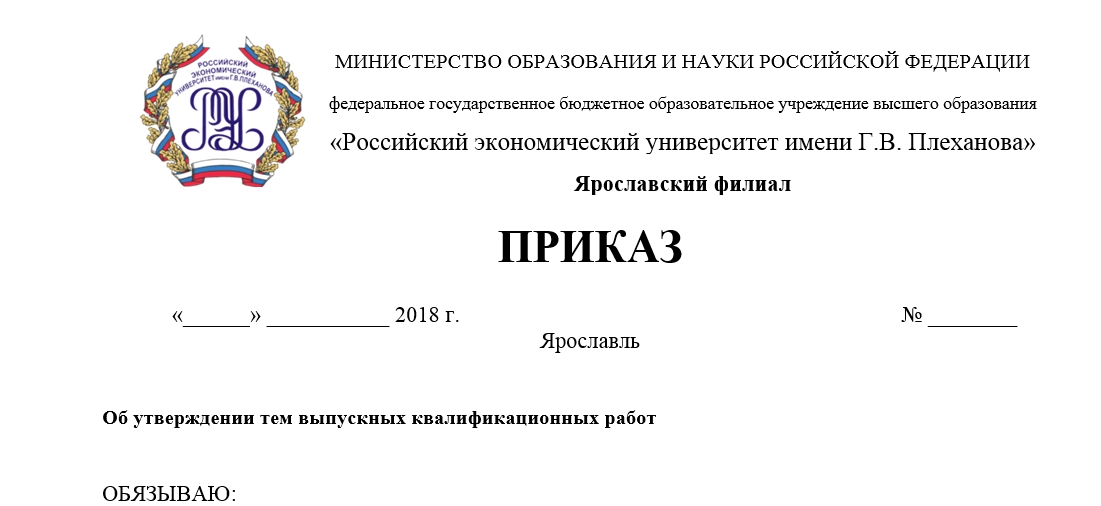 РОССИЙСКИЙ
ЭКОНОМИЧЕСКИЙ
УНИВЕРСИТЕТ ИМЕНИ Г.В.ПЛЕХАНОВА
МИНИСТЕРСТВО ОБРАЗОВАНИЯ И НАУКИ РОССИЙСКОЙ ФЕДЕРАЦИИ
федеральное государственное бюджетное образовательное учреждение высшего образования
«Российский экономический университет имени Г.В. Плеханова»
Ярославский филиал
ПРИКАЗ
«______» ___________ 2018 г. № ________
Ярославль
Об утверждении тем выпускных квалификационных работ
ОБЯЗЫВАЮ: